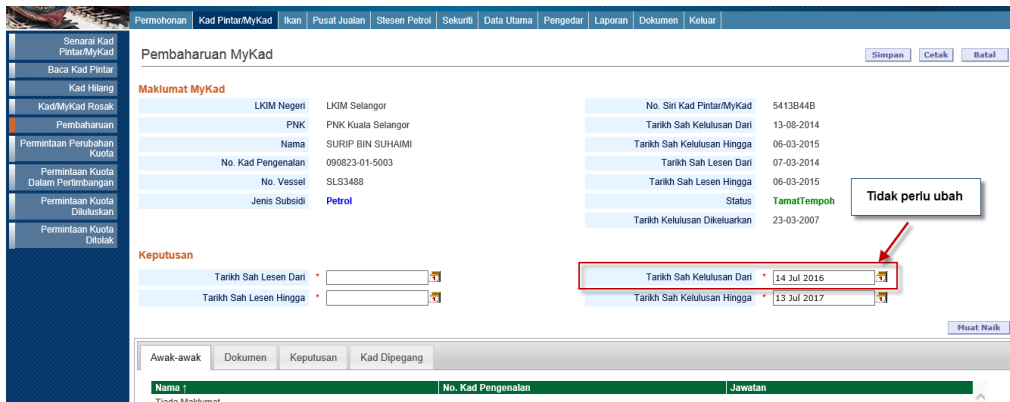 Permohonan Kad Pintar/MyKad Ikan Pusat Jualan Stesen Petrol Sekuriti Data Utama Pengedar Laporan Dokumen Keluar
Senarai Kad
Pintar/MyKad
Baca Kad Pintar
Kad Hilang
Kad/MyKad Rosak
Pembaharuan
Permintaan Perubahan
Kuota
Permintaan Kuota
Dalam Pertimbangan
Permintaan Kuota
Diluluskan
Permintaan Kuota
Ditolak
Pembaharuan MyKad
Simpan Cetak Batal
Maklumat MyKad
LKIM Negeri LKIM Selangor No. Siri Kad Pintar/MyKad 5413B44B
PNK PNK Kuala Selangor Tarikh Sah Kelulusan Dari 13-08-2014
Nama SURIP BIN SUHAIMI Tarikh Sah Kelulusan Hingga 06-03-2015
No. Kad Pengenalan 090823-01-5003 Tarikh Sah Lesen Dari 07-03-2014
No. Vessel SLS3488 Tarikh Sah Lesen Hingga 06-03-2015
Jenis Subsidi Petrol Status TamatTempoh
Tarikh Kelulusan Dikeluarkan 23-03-2007
Tidak perlu ubah
Keputusan
Tarikh Sah Lesen Dari * Tarikh Sah Kelulusan Dari * 14 Jul 2016
Tarikh Sah Lesen Hingga * Tarikh Sah Kelulusan Hingga * 13 Jul 2017
Muat Naik
Awak-awak Dokumen Keputusan Kad Dipegang
Nama ↑ No. Kad Pengenalan Jawatan
Tiada Maklumat